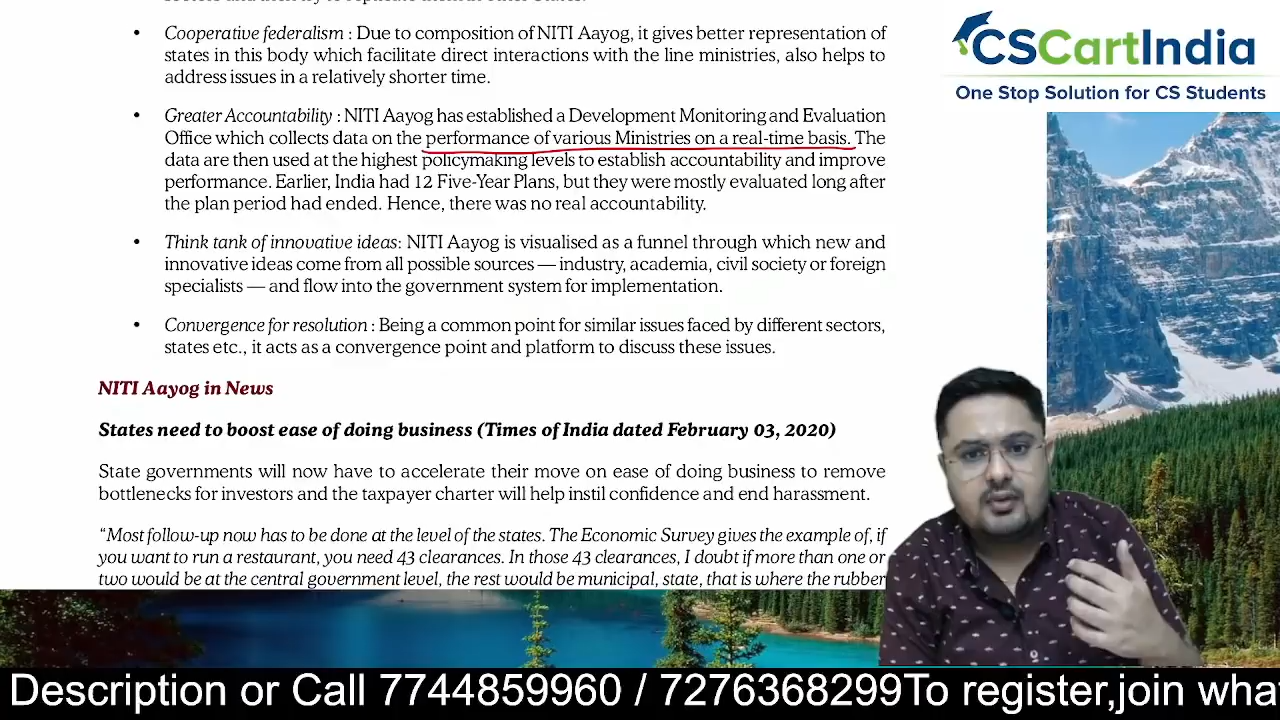 Cooperative federalism : Due to composition of NITI Aayog, it gives better representation of
states in this body which facilitate direct interactions with the line ministries, also helps to
address issues in a relatively shorter time.
Greater Accountability : NITI Aayog has established a Development Monitoring and Evaluation
Office which collects data on the performance of various Ministries on a real-time basis. The
data are then used at the highest policymaking levels to establish accountability and improve
performance. Earlier, India had 12 Five-Year Plans, but they were mostly evaluated long after
the plan period had ended. Hence, there was no real accountability.
Think tank of innovative ideas: NITI Aayog is visualised as a funnel through which new and
innovative ideas come from all possible sources — industry, academia, civil society or foreign
specialists — and flow into the government system for implementation.
Convergence for resolution : Being a common point for similar issues faced by different sectors,
states etc., it acts as a convergence point and platform to discuss these issues.
NITI Aayog in News
States need to boost ease of doing business (Times of India dated February 03, 2020)
State governments will now have to accelerate their move on ease of doing business to remove
bottlenecks for investors and the taxpayer charter will help instil confidence and end harassment.
“Most follow-up now has to be done at the level of the states. The Economic Survey gives the example of, if
you want to run a restaurant, you need 43 clearances. In those 43 clearances, I doubt if more than one or
two would be at the central government level, the rest would be municipal, state, that is where the rubber
CSCartIndia
One Stop Solution for CS Students
Description or Call 7744859960 / 7276368299To register,join wha